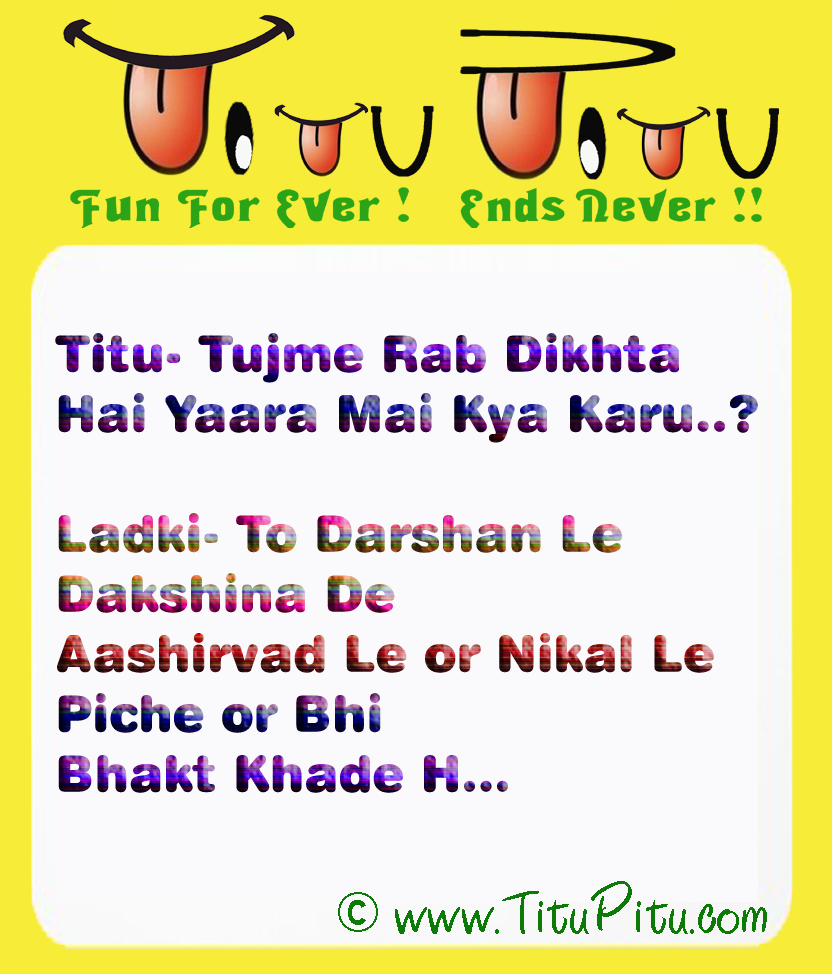 Titu Pitu
Fun For Ever ! Ends Never !!
Titu- Tujme Rab Dikhta
Hai Yaara Mai Kya Karu..?
Ladki- To Darshan Le
Dakshina De
Aashirvad Le or Nikal Le
Piche or Bhi
Bhakt Khade H...
© www.TituPitu.com